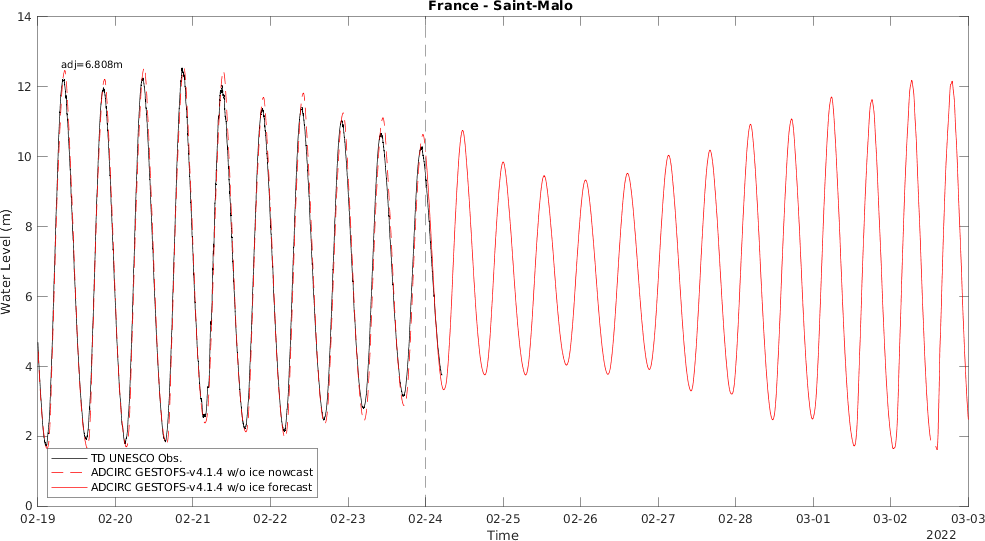 France - Saint-Malo
14
12
10
8
6
4
2
0
Water Level (m)
adj=6.808m
TD UNESCO Obs.
ADCIRC GESTOFS-v4.1.4 w/o ice nowcast
ADCIRC GESTOFS-v4.1.4 w/o ice forecast
02-19 02-20 02-21 02-22 02-23 02-24 02-25 02-26 02-27 02-28 03-01 03-02 03-03
Time
2022